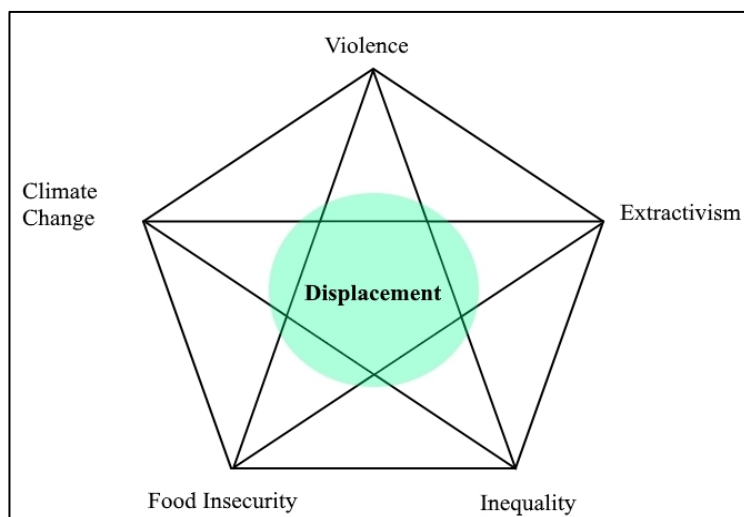 Violence
Climate
Change
Extractivism
Displacement
Food Insecurity
Inequality